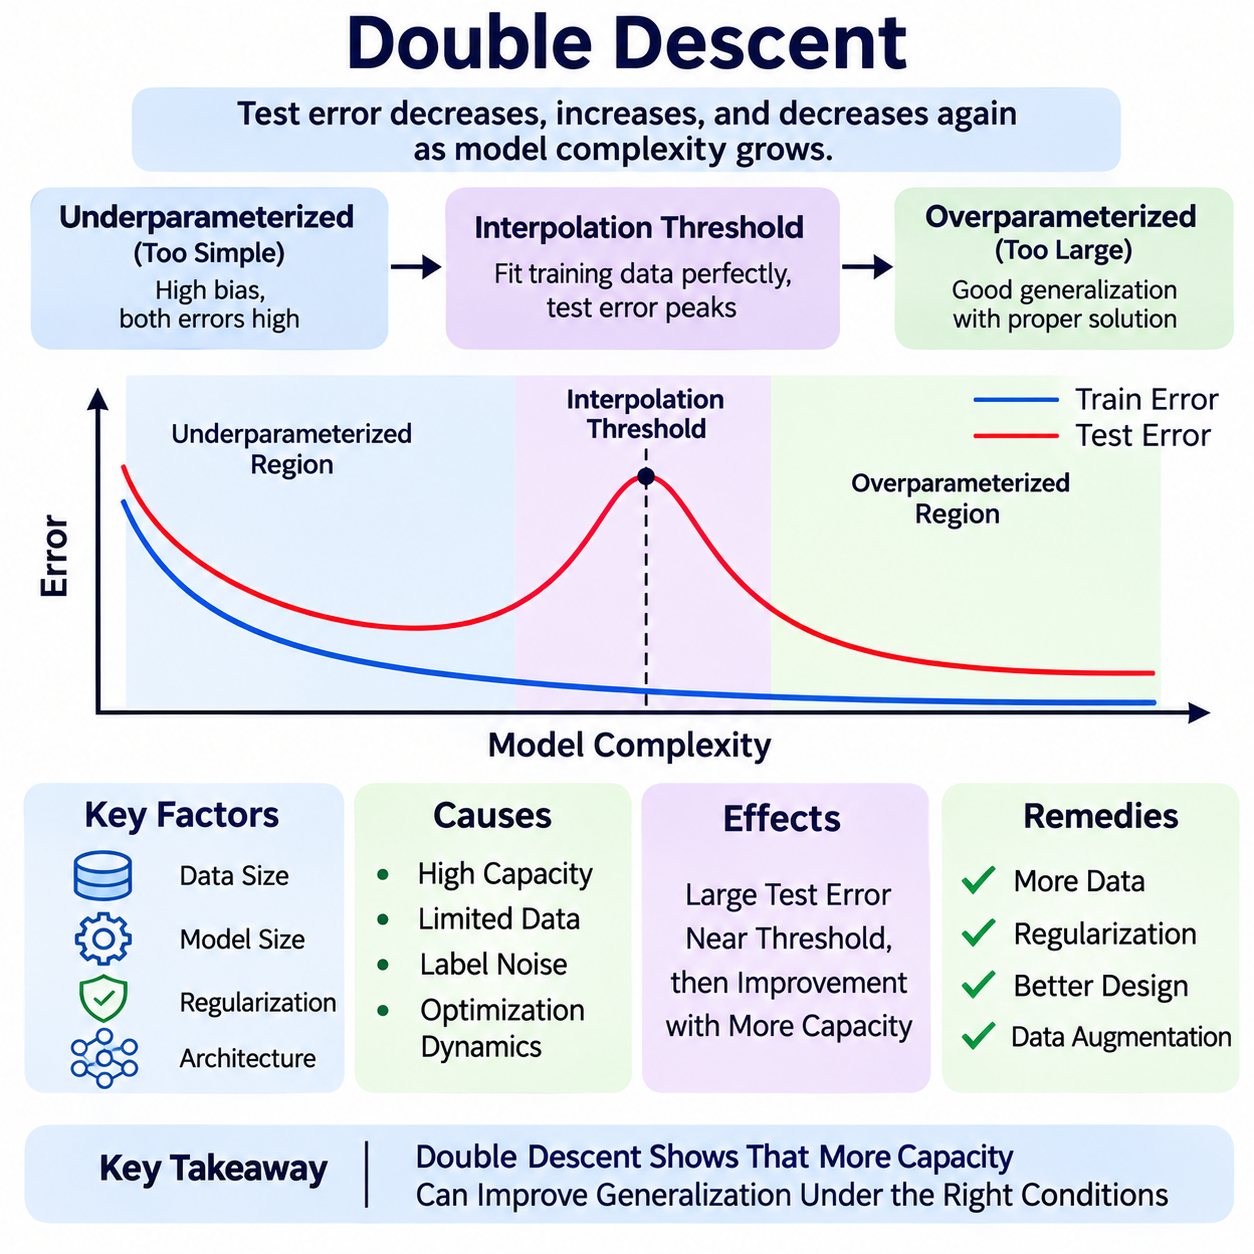 Double Descent
Test error decreases, increases, and decreases again
as model complexity grows.
Underparameterized
(Too Simple)
High bias,
both errors high
Interpolation Threshold
Fit training data perfectly,
test error peaks
Overparameterized
(Too Large)
Good generalization
with proper solution
Underparameterized
Region
Interpolation
Threshold
Train Error
Test Error
Overparameterized
Region
Error
Model Complexity
Key Factors
Data Size
Model Size
Regularization
Architecture
Causes
• High Capacity
• Limited Data
• Label Noise
• Optimization
Dynamics
Effects
Large Test Error
Near Threshold,
then Improvement
with More Capacity
Remedies
✓ More Data
✓ Regularization
✓ Better Design
✓ Data Augmentation
Key Takeaway
Double Descent Shows That More Capacity
Can Improve Generalization Under the Right Conditions